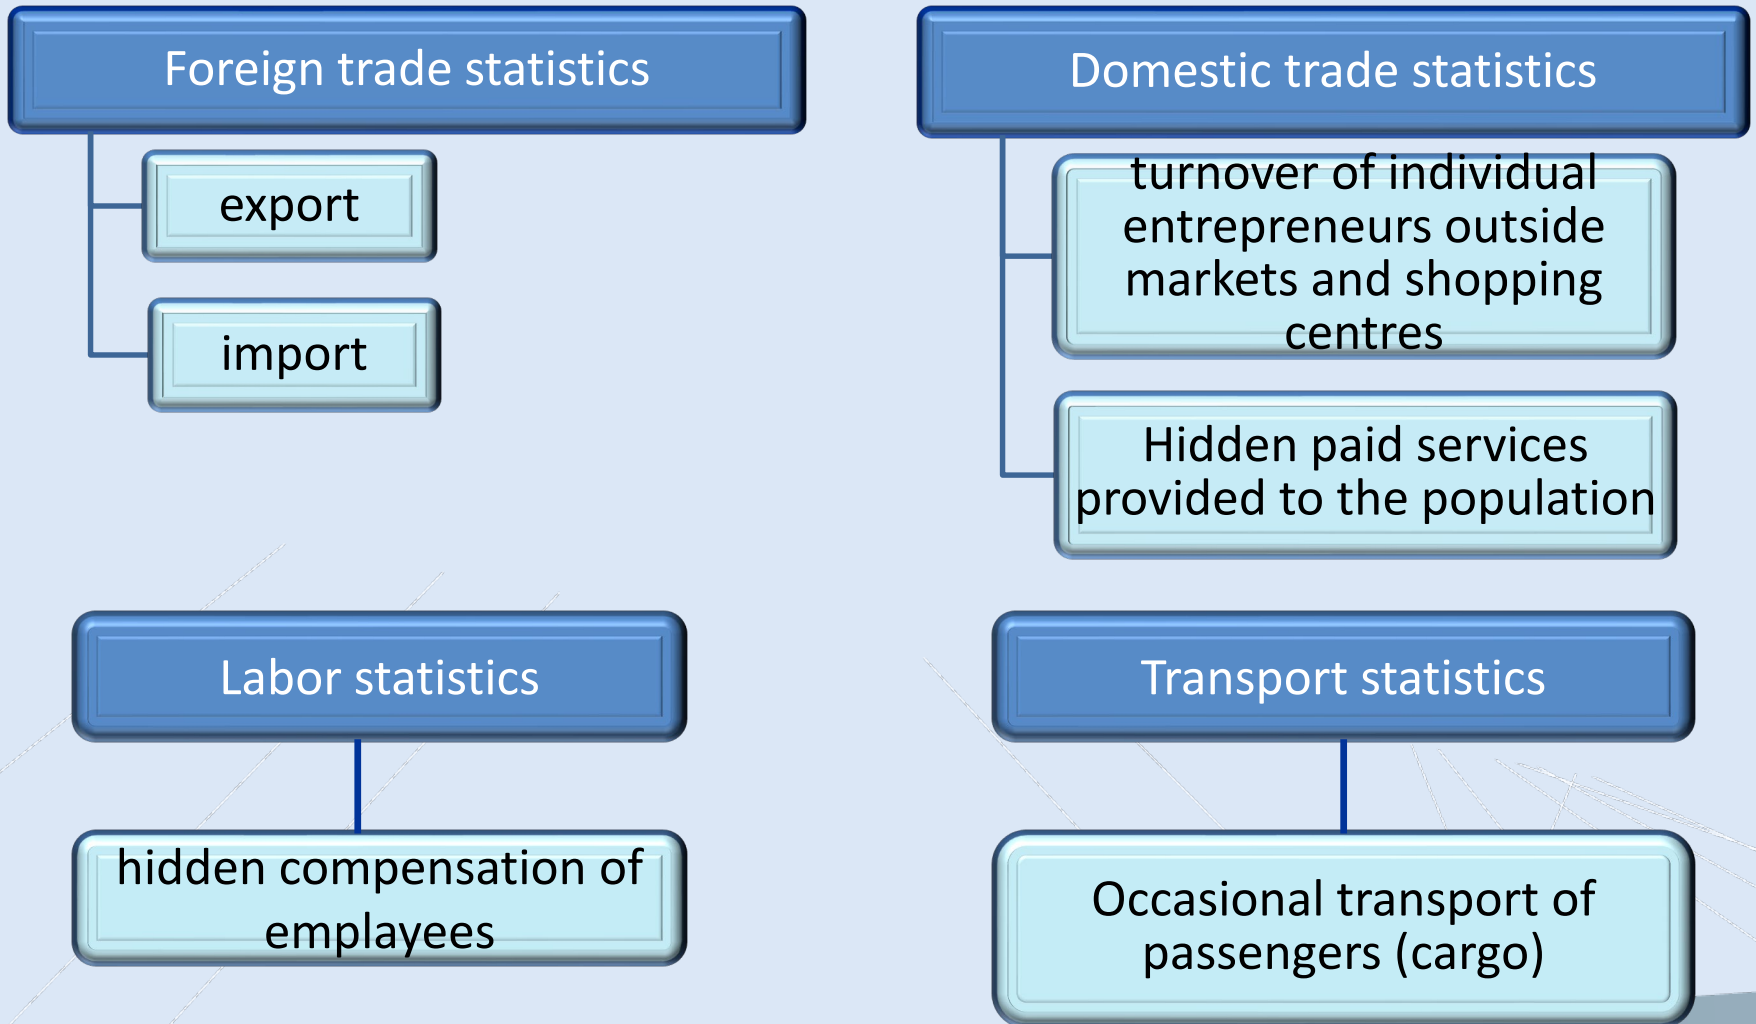 Foreign trade statistics
export
import
Domestic trade statistics
turnover of individual
entrepreneurs outside
markets and shopping
centres
Hidden paid services
provided to the population
Labor statistics
hidden compensation of
emplayees
Transport statistics
Occasional transport of
passengers (cargo)